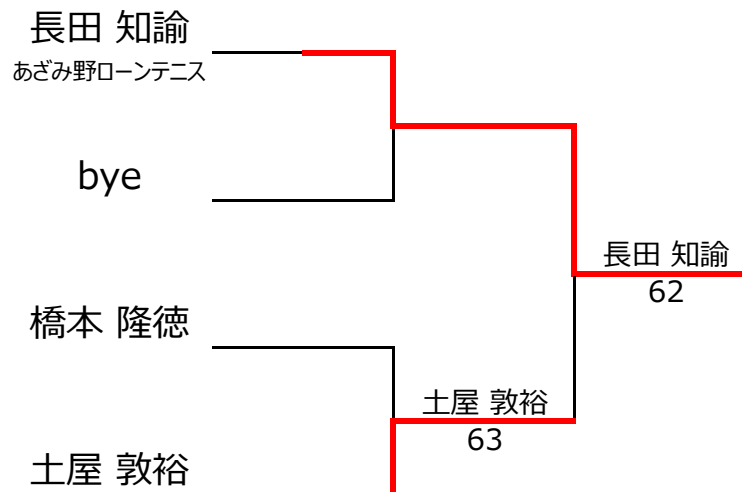 長田 知諭
あざみ野ローンテニス
bye
長田 知諭
62
橋本 隆徳
土屋 敦裕
63
土屋 敦裕